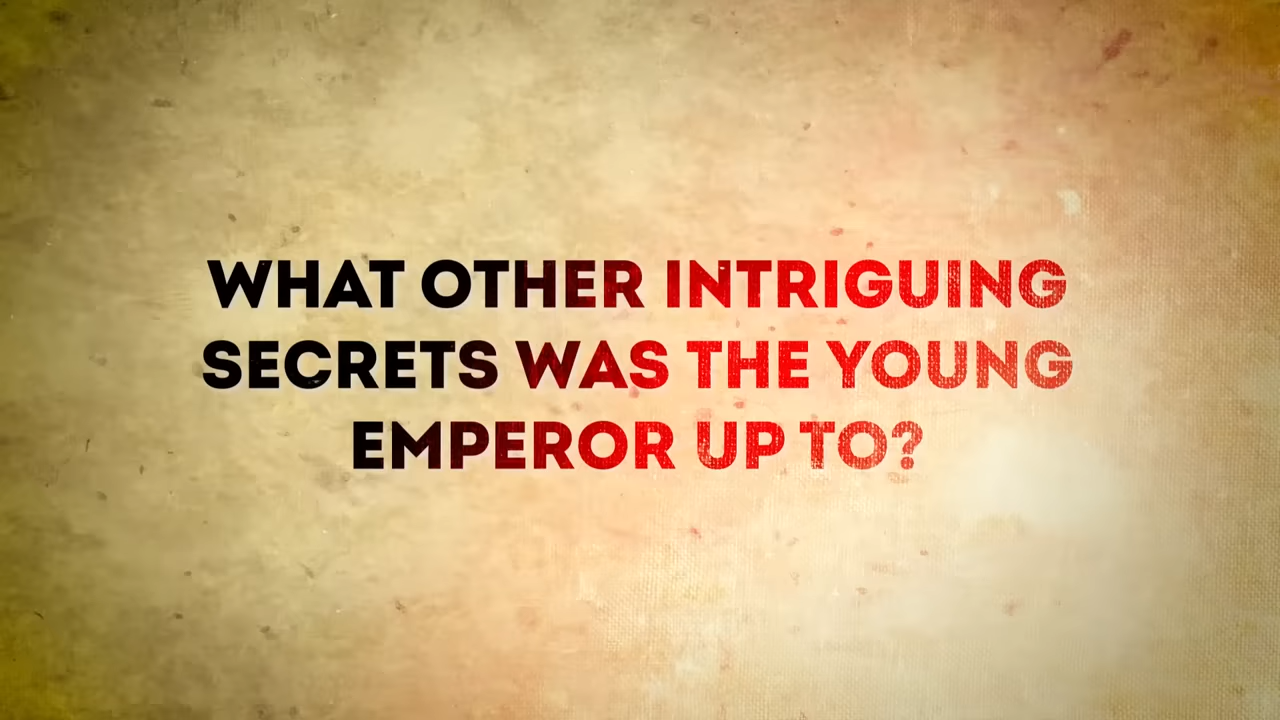 WHAT OTHER INTRIGUING
SECRETS WAS THE YOUNG
EMPEROR UP TO?